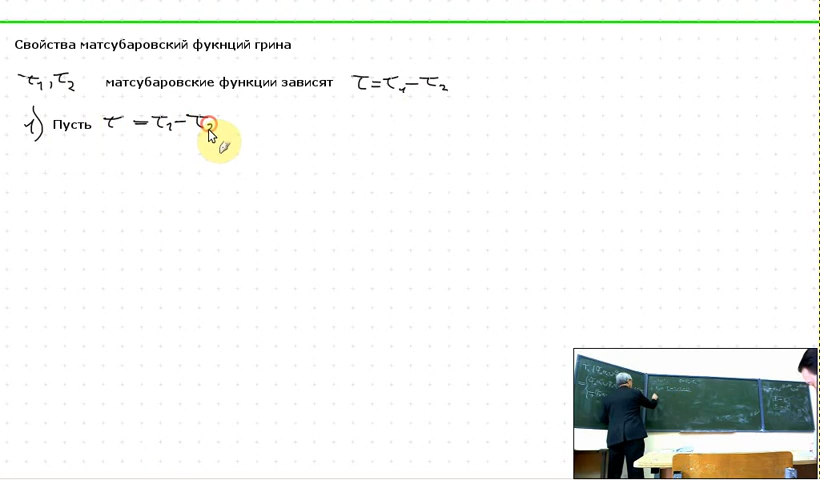 Свойства матсубаровский фукнций грина
τ₁, τ₂ матсубаровские функции зависят τ = τ₁ − τ₂
1) Пусть τ = τ₁ − τ₂